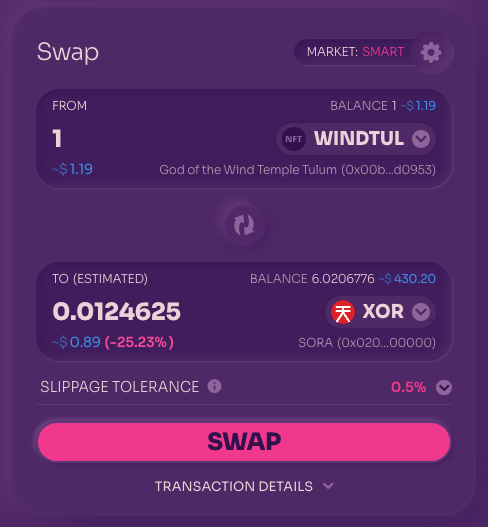 Swap
MARKET: SMART
FROM
BALANCE 1 ~$ 1.19
1
NFT WINDTUL
~$ 1.19
God of the Wind Temple Tulum (0x00b...d0953)
TO (ESTIMATED)
BALANCE 6.0206776 ~$ 430.20
0.0124625
XOR
~$ 0.89 (-25.23%)
SORA (0x020...00000)
SLIPPAGE TOLERANCE
0.5%
SWAP
TRANSACTION DETAILS